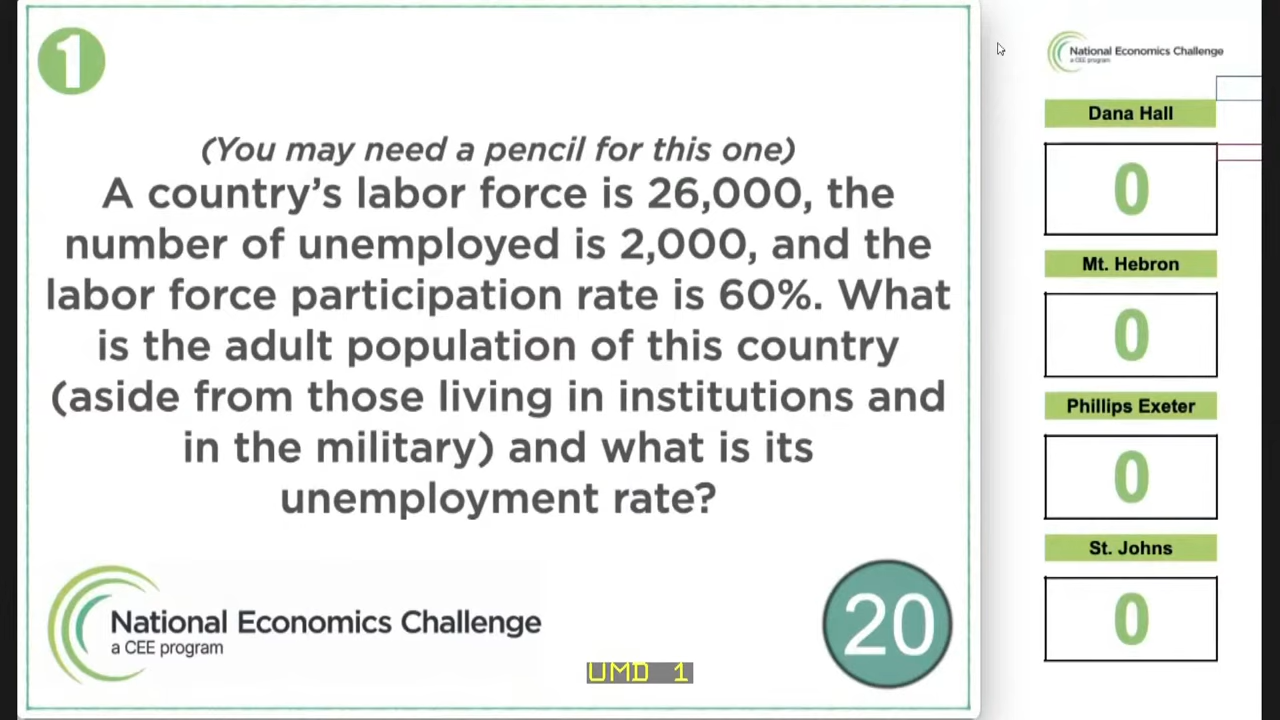 1
(You may need a pencil for this one)
A country's labor force is 26,000, the
number of unemployed is 2,000, and the
labor force participation rate is 60%. What
is the adult population of this country
(aside from those living in institutions and
in the military) and what is its
unemployment rate?
National Economics Challenge
a CEE program
20
UMD 1
National Economics Challenge
a CEE program
Dana Hall
0
Mt. Hebron
0
Phillips Exeter
0
St. Johns
0